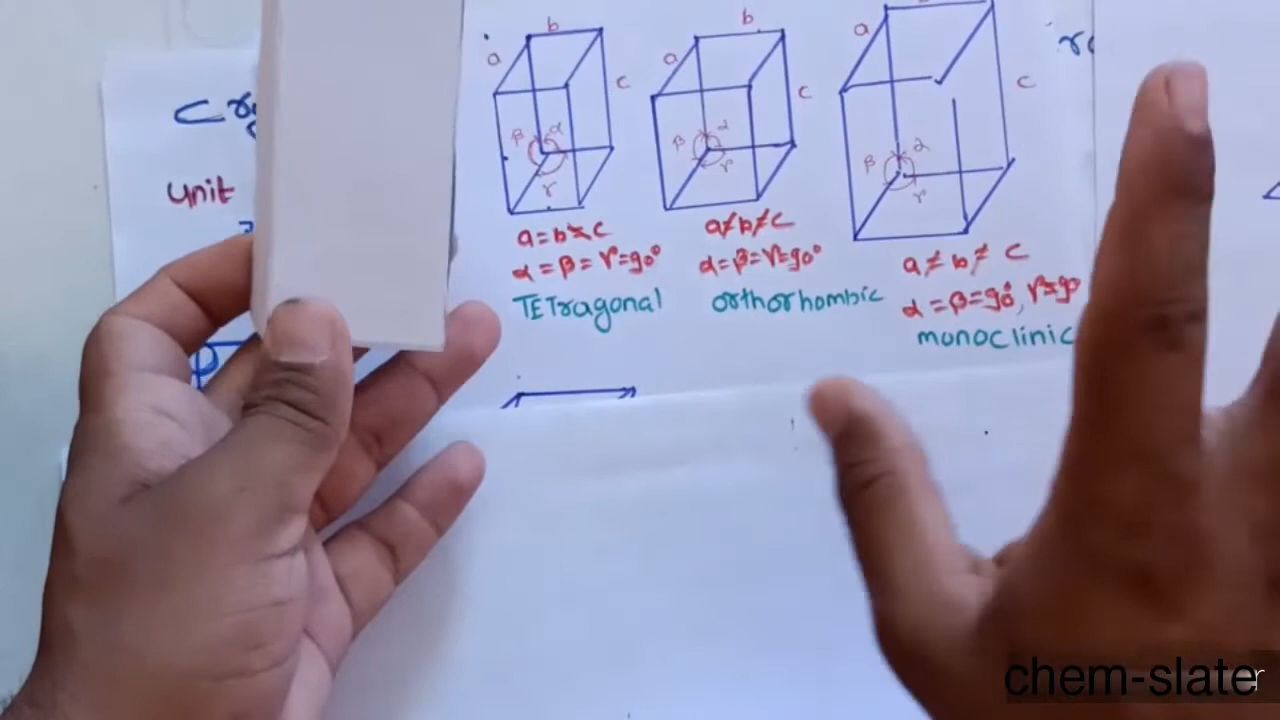 b
a
c
β
α
γ
a=b≠c
α=β=γ=90°
TETragonal
b
a
c
β
α
γ
a≠b≠c
α=β=γ=90°
orthorhombic
a
c
β
α
γ
a≠b≠c
α=β=90°, γ≠90
monoclinic
unit
chem-slate